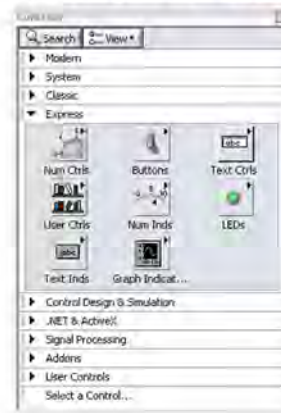 Search View
Modern
System
Classic
Express
Num Ctrls Buttons Text Ctrls
User Ctrls Num Inds LEDs
Text Inds Graph Indicat...
Control Design & Simulation
.NET & ActiveX
Signal Processing
Addons
User Controls
Select a Control...